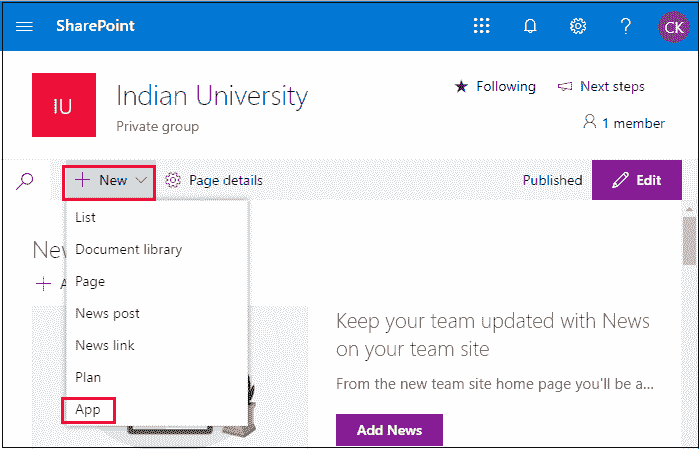 SharePoint
?
CK
IU
Indian University
Private group
Following
Next steps
1 member
+ New
Page details
Published
Edit
List
Document library
Page
News post
News link
Plan
App
Keep your team updated with News
on your team site
From the new team site home page you'll be a...
Add News